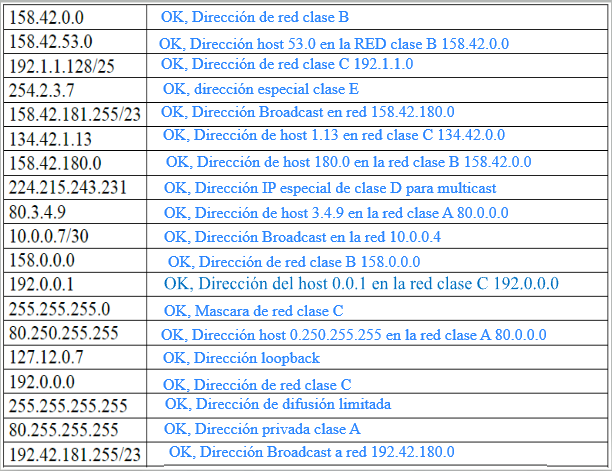 158.42.0.0 OK, Dirección de red clase B
158.42.53.0 OK, Dirección host 53.0 en la RED clase B 158.42.0.0
192.1.1.128/25 OK, Dirección de red clase C 192.1.1.0
254.2.3.7 OK, dirección especial clase E
158.42.181.255/23 OK, Dirección Broadcast en red 158.42.180.0
134.42.1.13 OK, Dirección de host 1.13 en red clase C 134.42.0.0
158.42.180.0 OK, Dirección de host 180.0 en la red clase B 158.42.0.0
224.215.243.231 OK, Dirección IP especial de clase D para multicast
80.3.4.9 OK, Dirección de host 3.4.9 en la red clase A 80.0.0.0
10.0.0.7/30 OK, Dirección Broadcast en la red 10.0.0.4
158.0.0.0 OK, Dirección de red clase B 158.0.0.0
192.0.0.1 OK, Dirección del host 0.0.1 en la red clase C 192.0.0.0
255.255.255.0 OK, Mascara de red clase C
80.250.255.255 OK, Dirección host 0.250.255.255 en la red clase A 80.0.0.0
127.12.0.7 OK, Dirección loopback
192.0.0.0 OK, Dirección de red clase C
255.255.255.255 OK, Dirección de difusión limitada
80.255.255.255 OK, Dirección privada clase A
192.42.181.255/23 OK, Dirección Broadcast a red 192.42.180.0